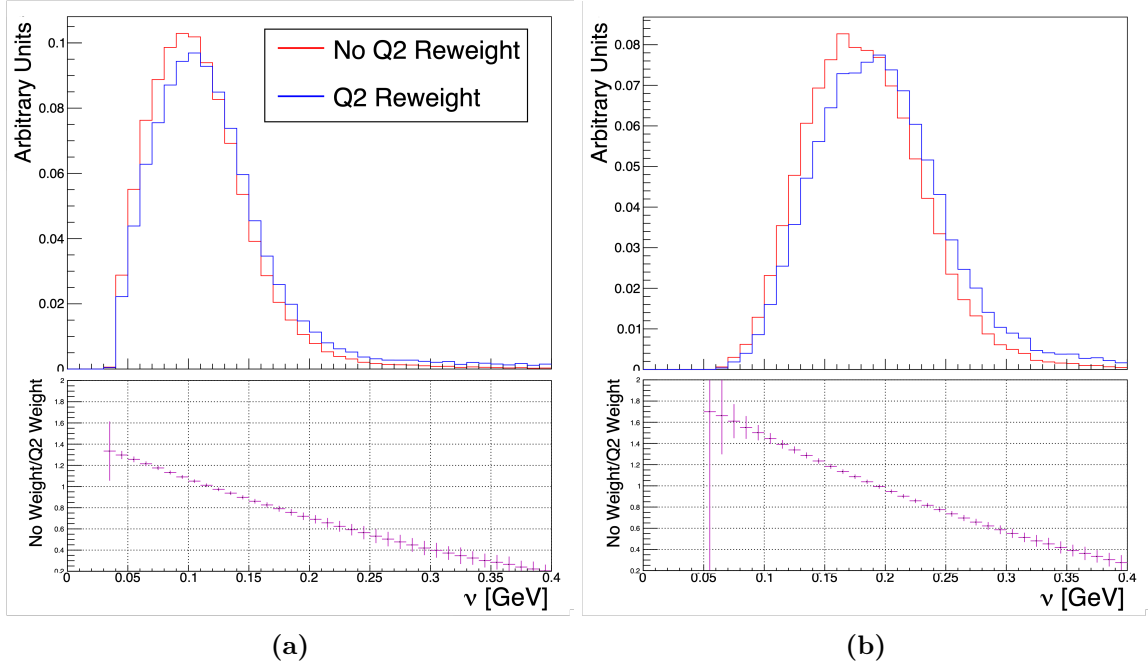 Arbitrary Units
0.1
0.08
0.06
0.04
0.02
0
No Q2 Reweight
Q2 Reweight
No Weight/Q2 Weight
2
1.8
1.6
1.4
1.2
1
0.8
0.6
0.4
0.2
0 0.05 0.1 0.15 0.2 0.25 0.3 0.35 0.4
ν [GeV]
(a)
Arbitrary Units
0.08
0.07
0.06
0.05
0.04
0.03
0.02
0.01
0
No Weight/Q2 Weight
2
1.8
1.6
1.4
1.2
1
0.8
0.6
0.4
0.2
0 0.05 0.1 0.15 0.2 0.25 0.3 0.35 0.4
ν [GeV]
(b)